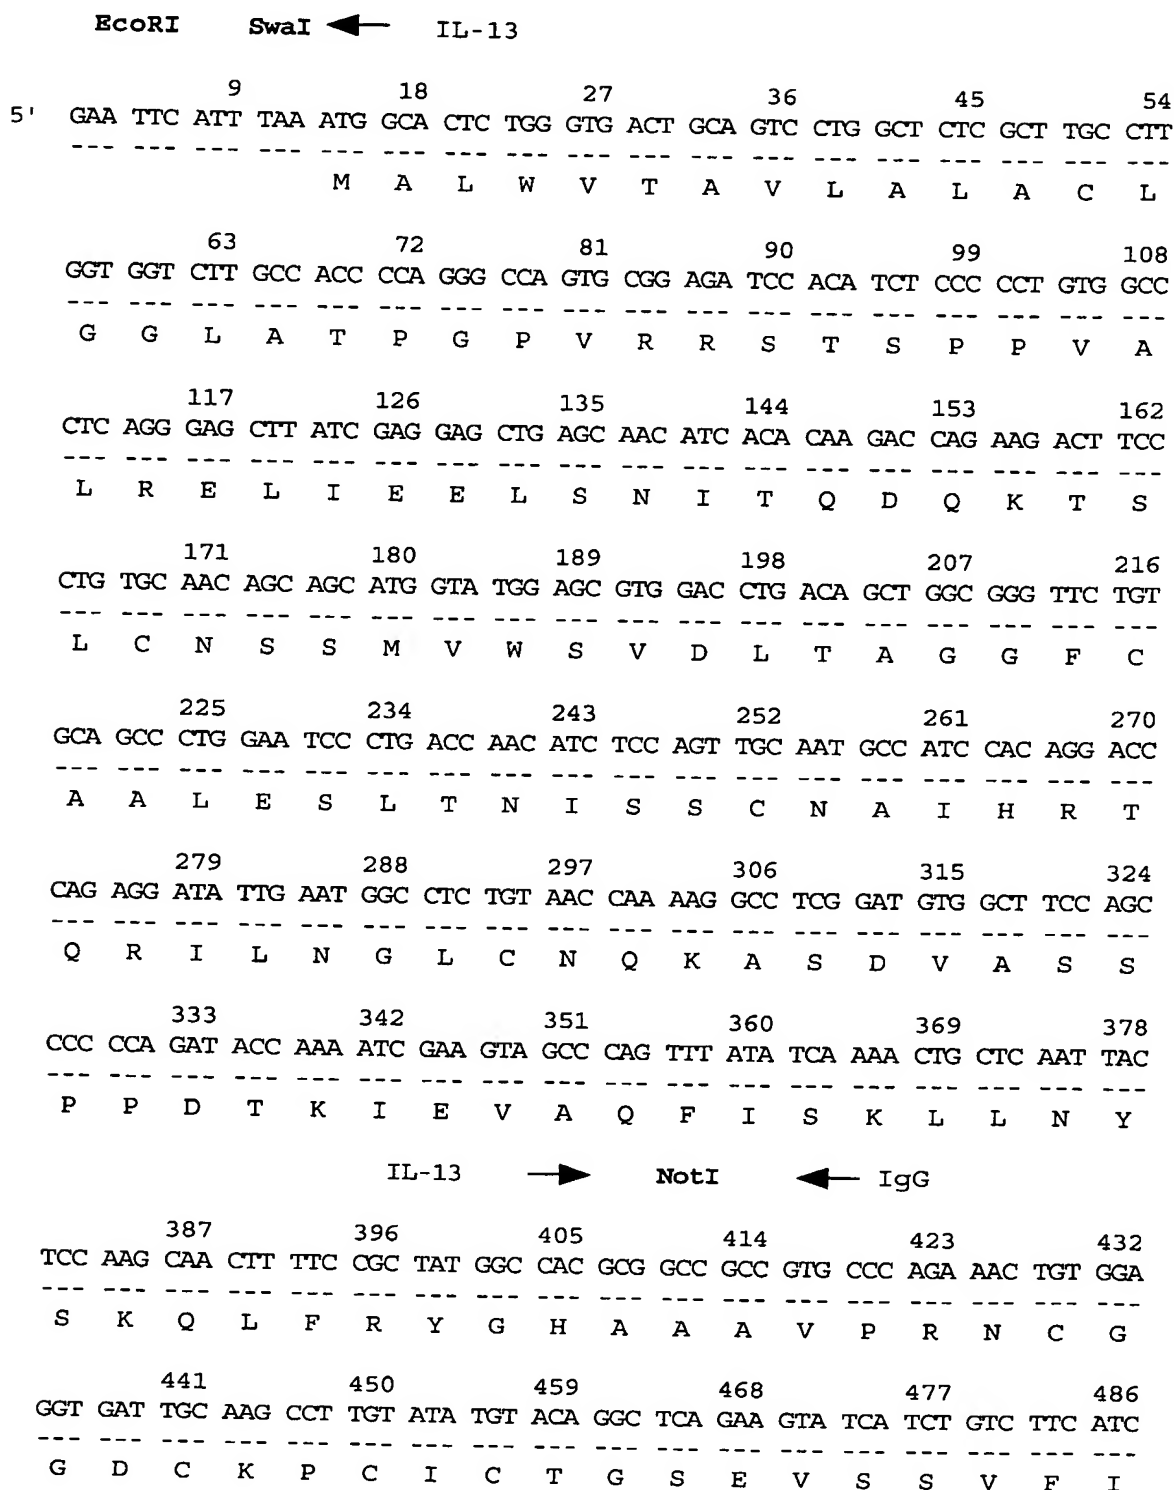 EcoRI SwaI ← IL-13
9 18 27 36 45 54
5' GAA TTC ATT TAA ATG GCA CTC TGG GTG ACT GCA GTC CTG GCT CTC GCT TGC CTT
--- --- --- --- --- --- --- --- --- --- --- --- --- --- --- --- --- ---
M A L W V T A V L A L A C L
63 72 81 90 99 108
GGT GGT CTT GCC ACC CCA GGG CCA GTG CGG AGA TCC ACA TCT CCC CCT GTG GCC
--- --- --- --- --- --- --- --- --- --- --- --- --- --- --- --- --- ---
G G L A T P G P V R R S T S P P V A
117 126 135 144 153 162
CTC AGG GAG CTT ATC GAG GAG CTG AGC AAC ATC ACA CAA GAC CAG AAG ACT TCC
--- --- --- --- --- --- --- --- --- --- --- --- --- --- --- --- --- ---
L R E L I E E L S N I T Q D Q K T S
171 180 189 198 207 216
CTG TGC AAC AGC AGC ATG GTA TGG AGC GTG GAC CTG ACA GCT GGC GGG TTC TGT
--- --- --- --- --- --- --- --- --- --- --- --- --- --- --- --- --- ---
L C N S S M V W S V D L T A G G F C
225 234 243 252 261 270
GCA GCC CTG GAA TCC CTG ACC AAC ATC TCC AGT TGC AAT GCC ATC CAC AGG ACC
--- --- --- --- --- --- --- --- --- --- --- --- --- --- --- --- --- ---
A A L E S L T N I S S C N A I H R T
279 288 297 306 315 324
CAG AGG ATA TTG AAT GGC CTC TGT AAC CAA AAG GCC TCG GAT GTG GCT TCC AGC
--- --- --- --- --- --- --- --- --- --- --- --- --- --- --- --- --- ---
Q R I L N G L C N Q K A S D V A S S
333 342 351 360 369 378
CCC CCA GAT ACC AAA ATC GAA GTA GCC CAG TTT ATA TCA AAA CTG CTC AAT TAC
--- --- --- --- --- --- --- --- --- --- --- --- --- --- --- --- --- ---
P P D T K I E V A Q F I S K L L N Y
IL-13 → NotI ← IgG
387 396 405 414 423 432
TCC AAG CAA CTT TTC CGC TAT GGC CAC GCG GCC GCC GTG CCC AGA AAC TGT GGA
--- --- --- --- --- --- --- --- --- --- --- --- --- --- --- --- --- ---
S K Q L F R Y G H A A A V P R N C G
441 450 459 468 477 486
GGT GAT TGC AAG CCT TGT ATA TGT ACA GGC TCA GAA GTA TCA TCT GTC TTC ATC
--- --- --- --- --- --- --- --- --- --- --- --- --- --- --- --- --- ---
G D C K P C I C T G S E V S S V F I